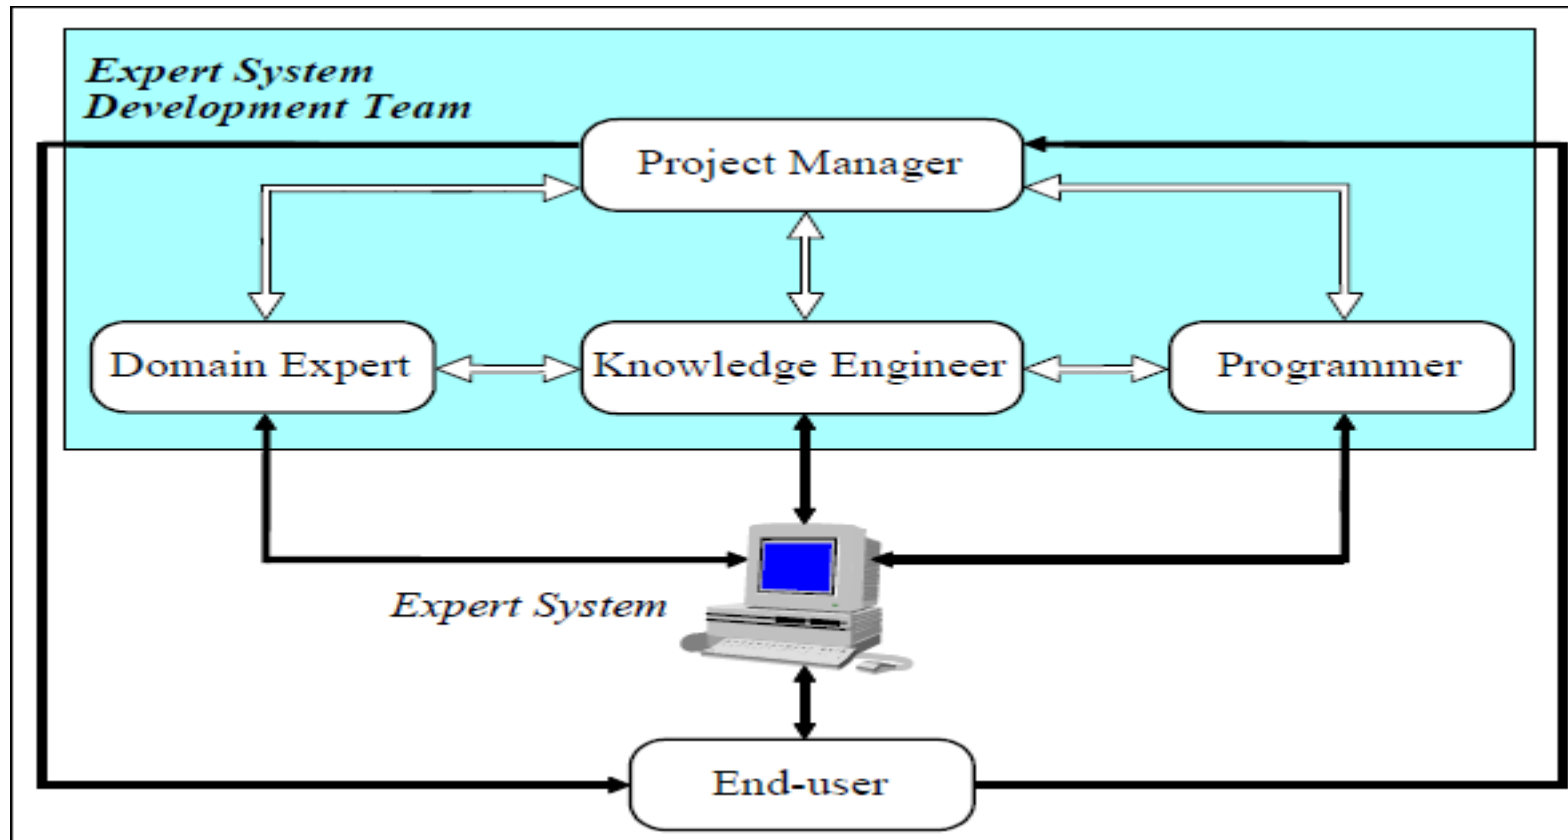 Expert System
Development Team
Project Manager
Domain Expert
Knowledge Engineer
Programmer
Expert System
End-user